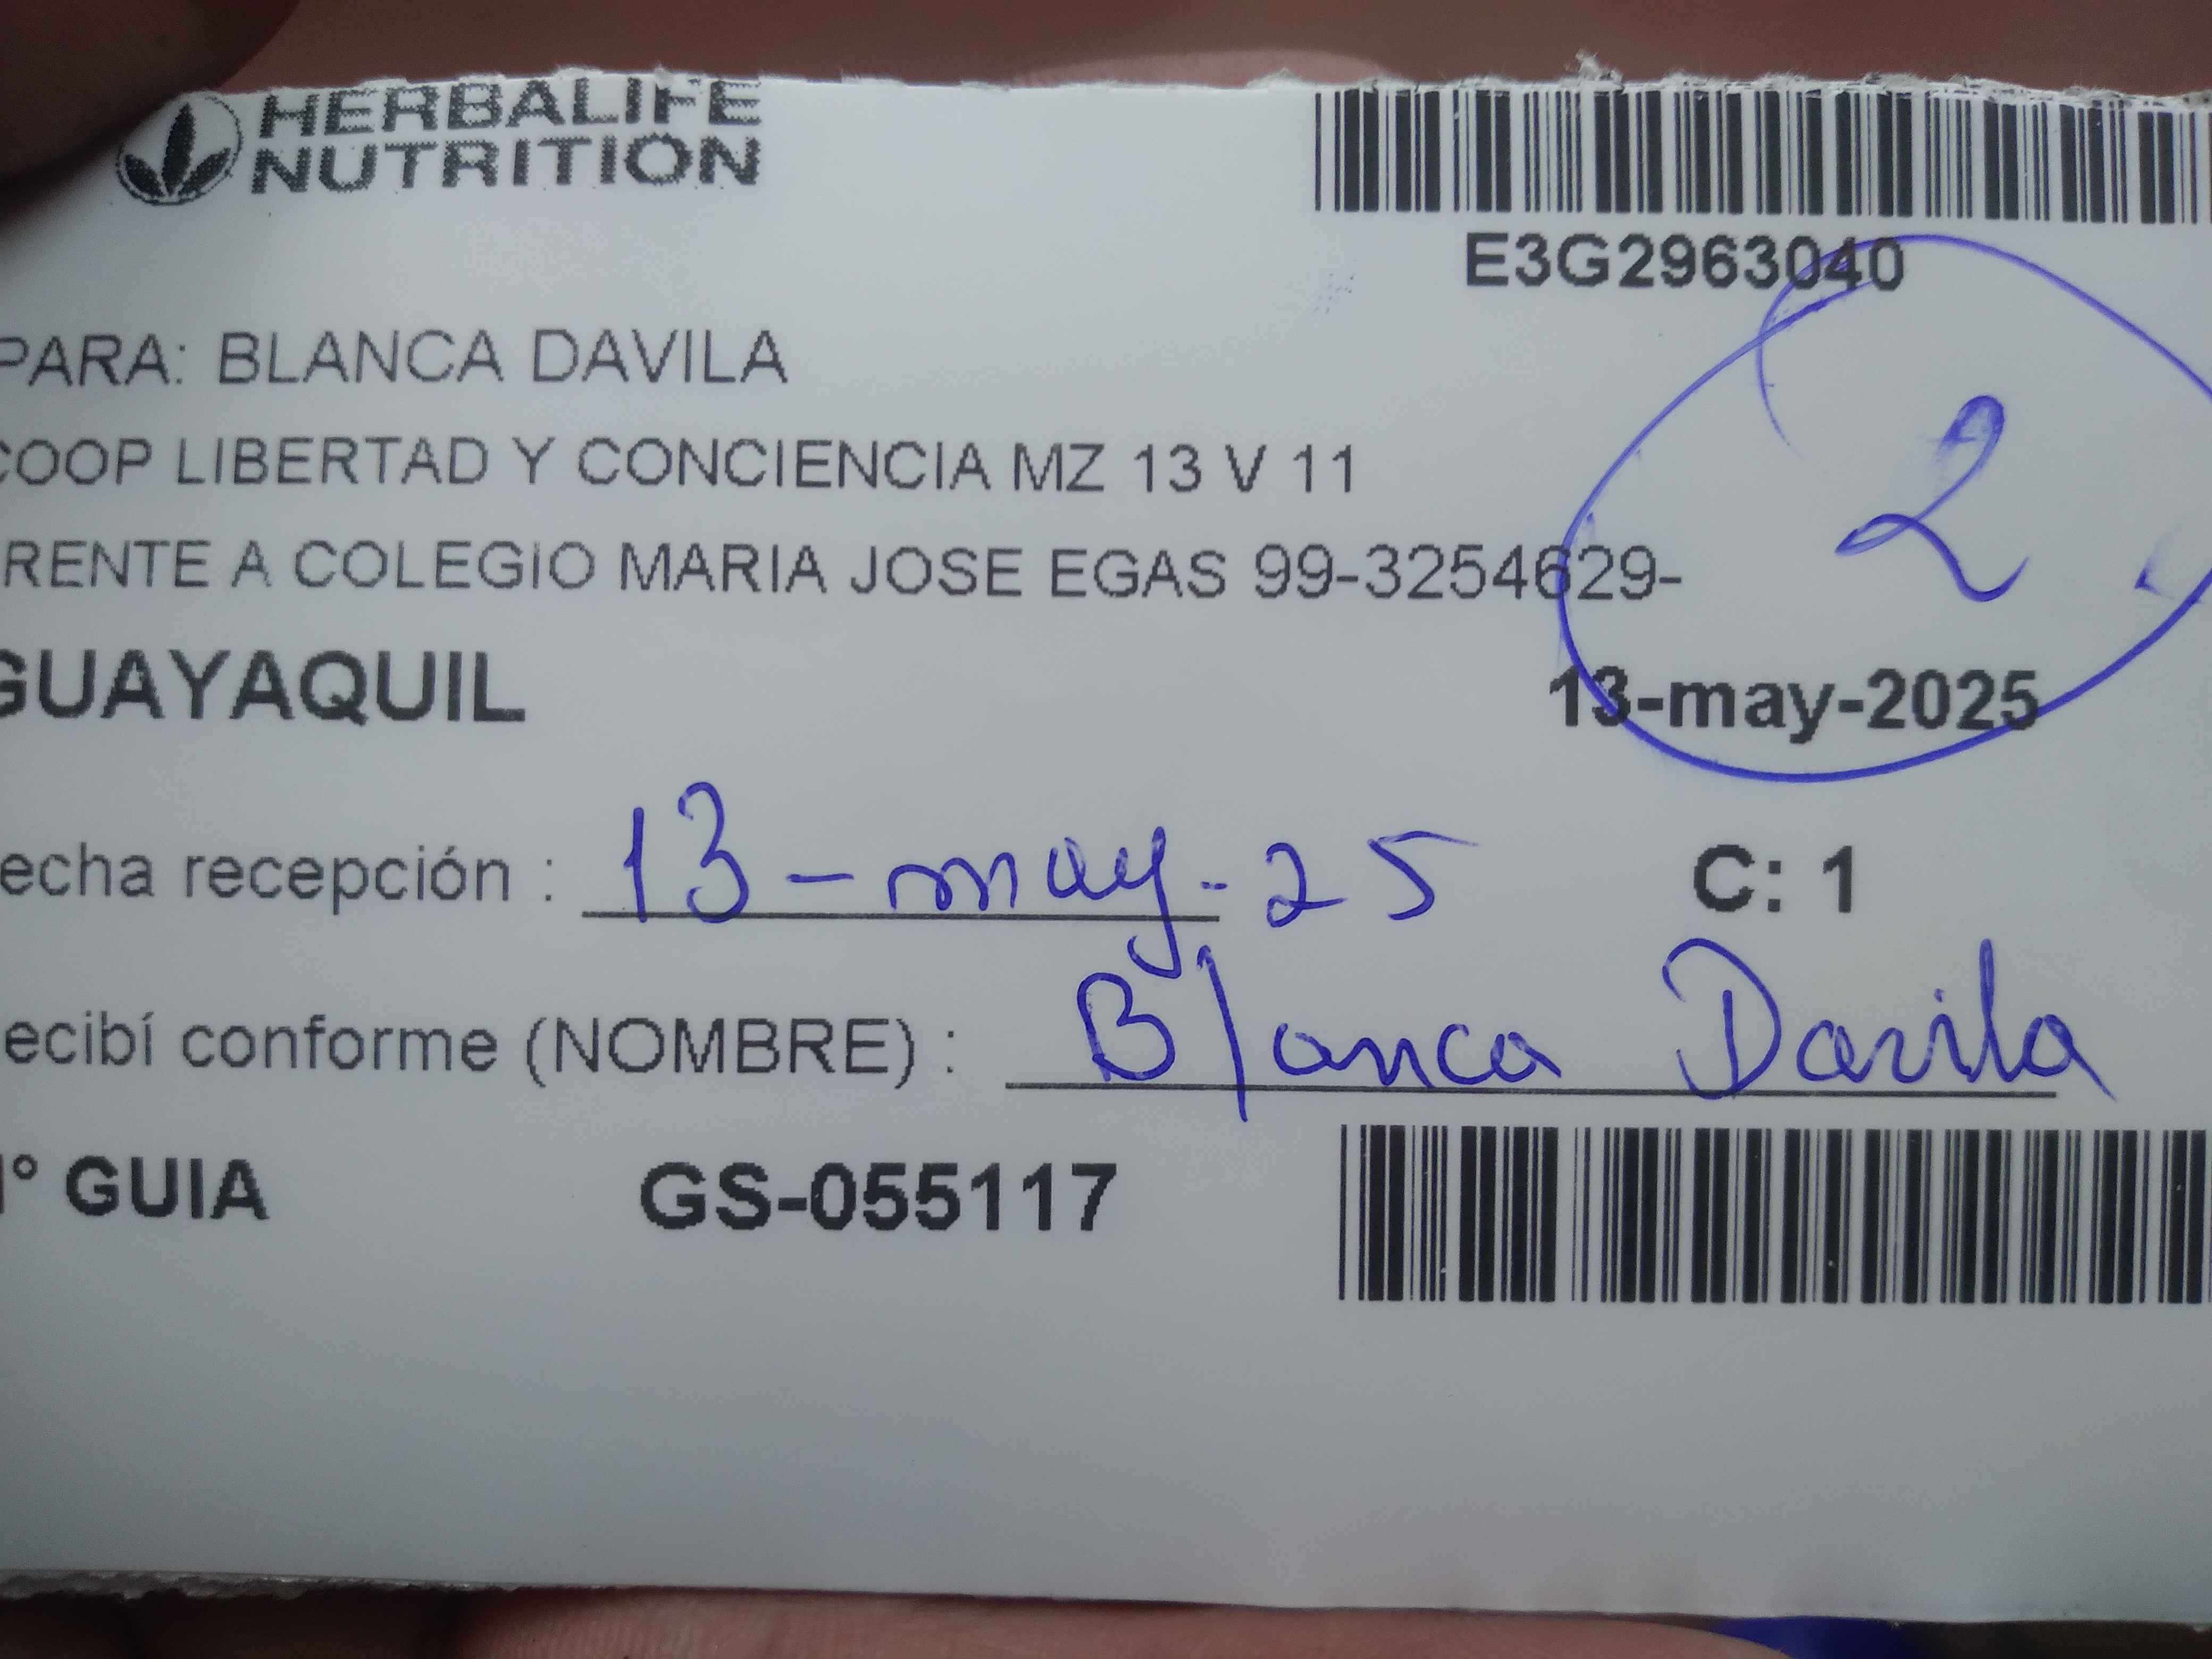 HERBALIFE
NUTRITION
E3G2963040
PARA: BLANCA DAVILA
COOP LIBERTAD Y CONCIENCIA MZ 13 V 11
2
RENTE A COLEGIO MARIA JOSE EGAS 99-3254629-
GUAYAQUIL
13-may-2025
echa recepción : 13-may-25
C: 1
ecibí conforme (NOMBRE) : Blanca Davila
N° GUIA GS-055117